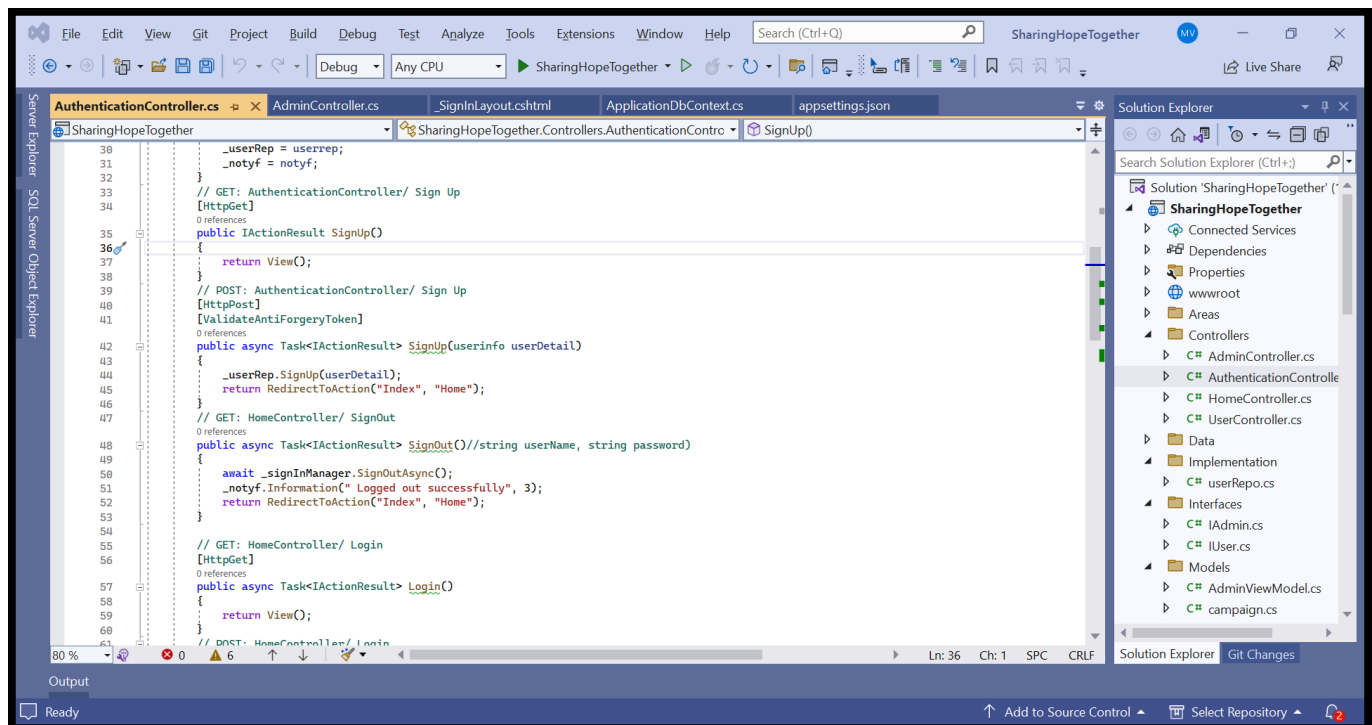 File Edit View Git Project Build Debug Test Analyze Tools Extensions Window Help Search (Ctrl+Q) SharingHopeTogether MV
Debug Any CPU SharingHopeTogether Live Share
Server Explorer
SQL Server Object Explorer
AuthenticationController.cs AdminController.cs _SignInLayout.cshtml ApplicationDbContext.cs appsettings.json
SharingHopeTogether SharingHopeTogether.Controllers.AuthenticationContro SignUp()
30 _userRep = userrep;
31 _notyf = notyf;
32 }
33 // GET: AuthenticationController/ Sign Up
34 [HttpGet]
0 references
35 public IActionResult SignUp()
36 {
37 return View();
38 }
39 // POST: AuthenticationController/ Sign Up
40 [HttpPost]
41 [ValidateAntiForgeryToken]
0 references
42 public async Task<IActionResult> SignUp(userinfo userDetail)
43 {
44 _userRep.SignUp(userDetail);
45 return RedirectToAction("Index", "Home");
46 }
47 // GET: HomeController/ SignOut
0 references
48 public async Task<IActionResult> SignOut()//string userName, string password)
49 {
50 await _signInManager.SignOutAsync();
51 _notyf.Information(" Logged out successfully", 3);
52 return RedirectToAction("Index", "Home");
53 }
54
55 // GET: HomeController/ Login
56 [HttpGet]
0 references
57 public async Task<IActionResult> Login()
58 {
59 return View();
60 }
61 // POST: HomeController/ Login
80 % 0 6 Ln: 36 Ch: 1 SPC CRLF
Solution Explorer
Search Solution Explorer (Ctrl+;)
Solution 'SharingHopeTogether' (
SharingHopeTogether
Connected Services
Dependencies
Properties
wwwroot
Areas
Controllers
C# AdminController.cs
C# AuthenticationControlle
C# HomeController.cs
C# UserController.cs
Data
Implementation
C# userRepo.cs
Interfaces
C# IAdmin.cs
C# IUser.cs
Models
C# AdminViewModel.cs
C# campaign.cs
Solution Explorer Git Changes
Output
Ready Add to Source Control Select Repository 2